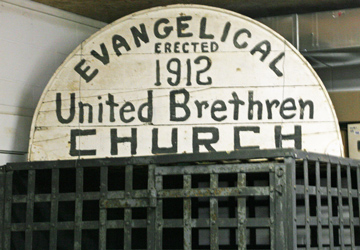 EVANGELICAL
ERECTED
1912
United Brethren
CHURCH